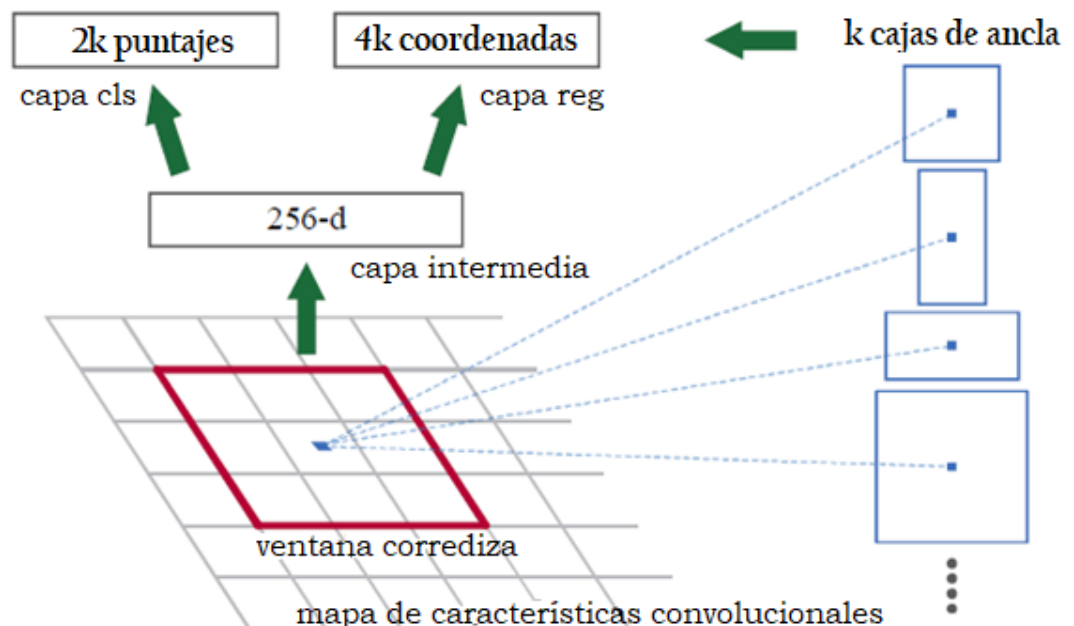 2k puntajes
4k coordenadas
k cajas de ancla
capa cls
capa reg
256-d
capa intermedia
ventana corrediza
mapa de características convolucionales